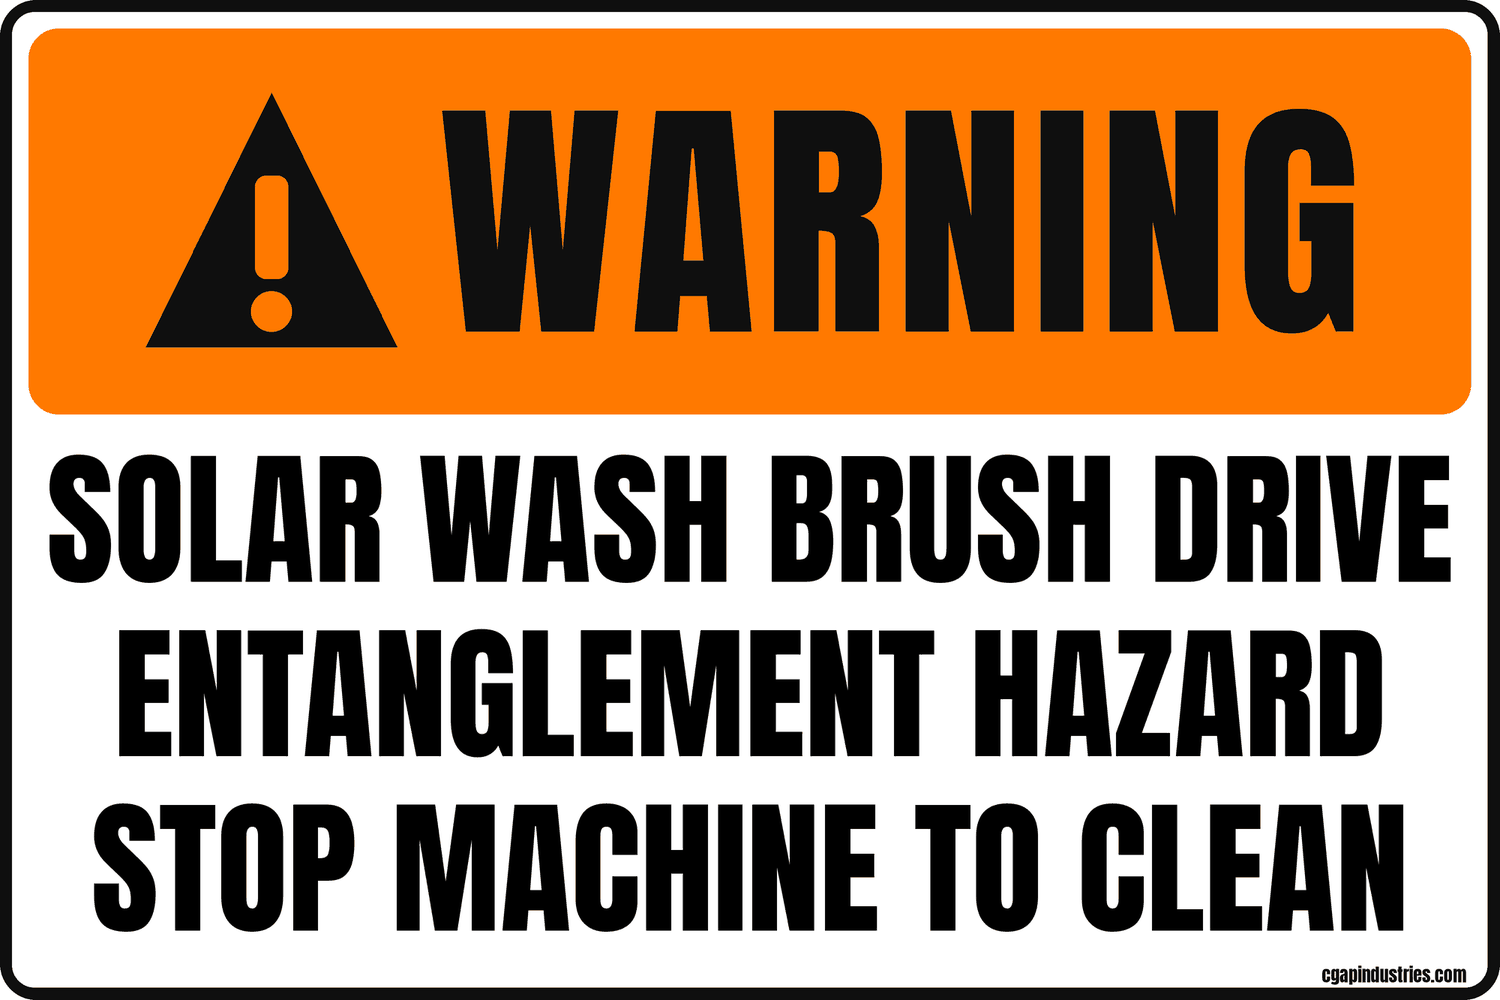 WARNING
SOLAR WASH BRUSH DRIVE
ENTANGLEMENT HAZARD
STOP MACHINE TO CLEAN
cgapindustries.com